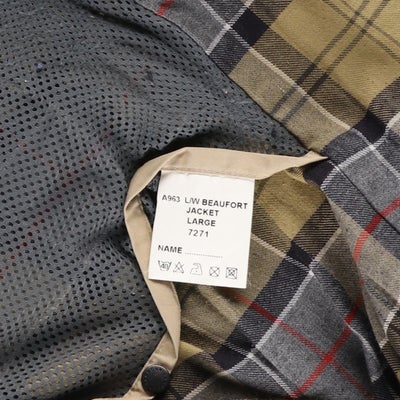 A963 L/W BEAUFORT
JACKET
LARGE
7271
NAME